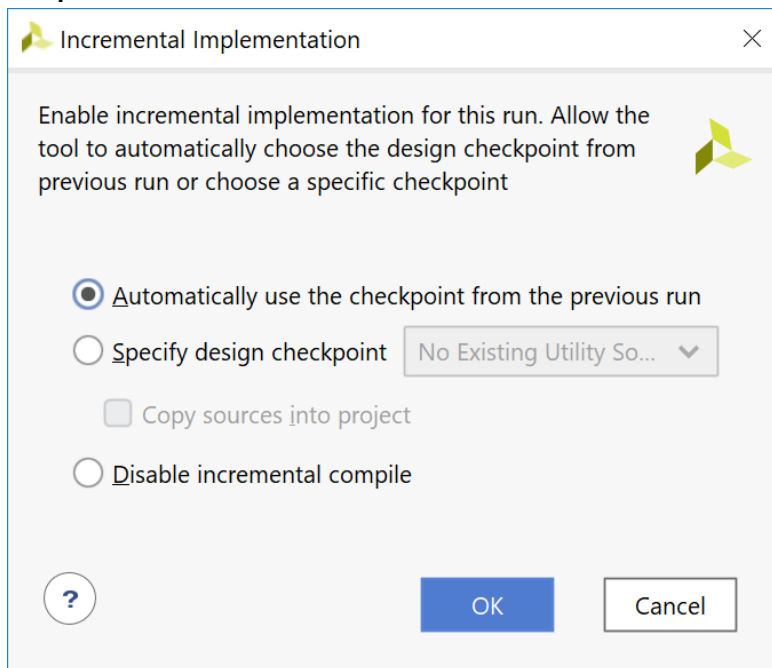 Incremental Implementation
Enable incremental implementation for this run. Allow the
tool to automatically choose the design checkpoint from
previous run or choose a specific checkpoint
Automatically use the checkpoint from the previous run
Specify design checkpoint No Existing Utility So...
Copy sources into project
Disable incremental compile
? OK Cancel